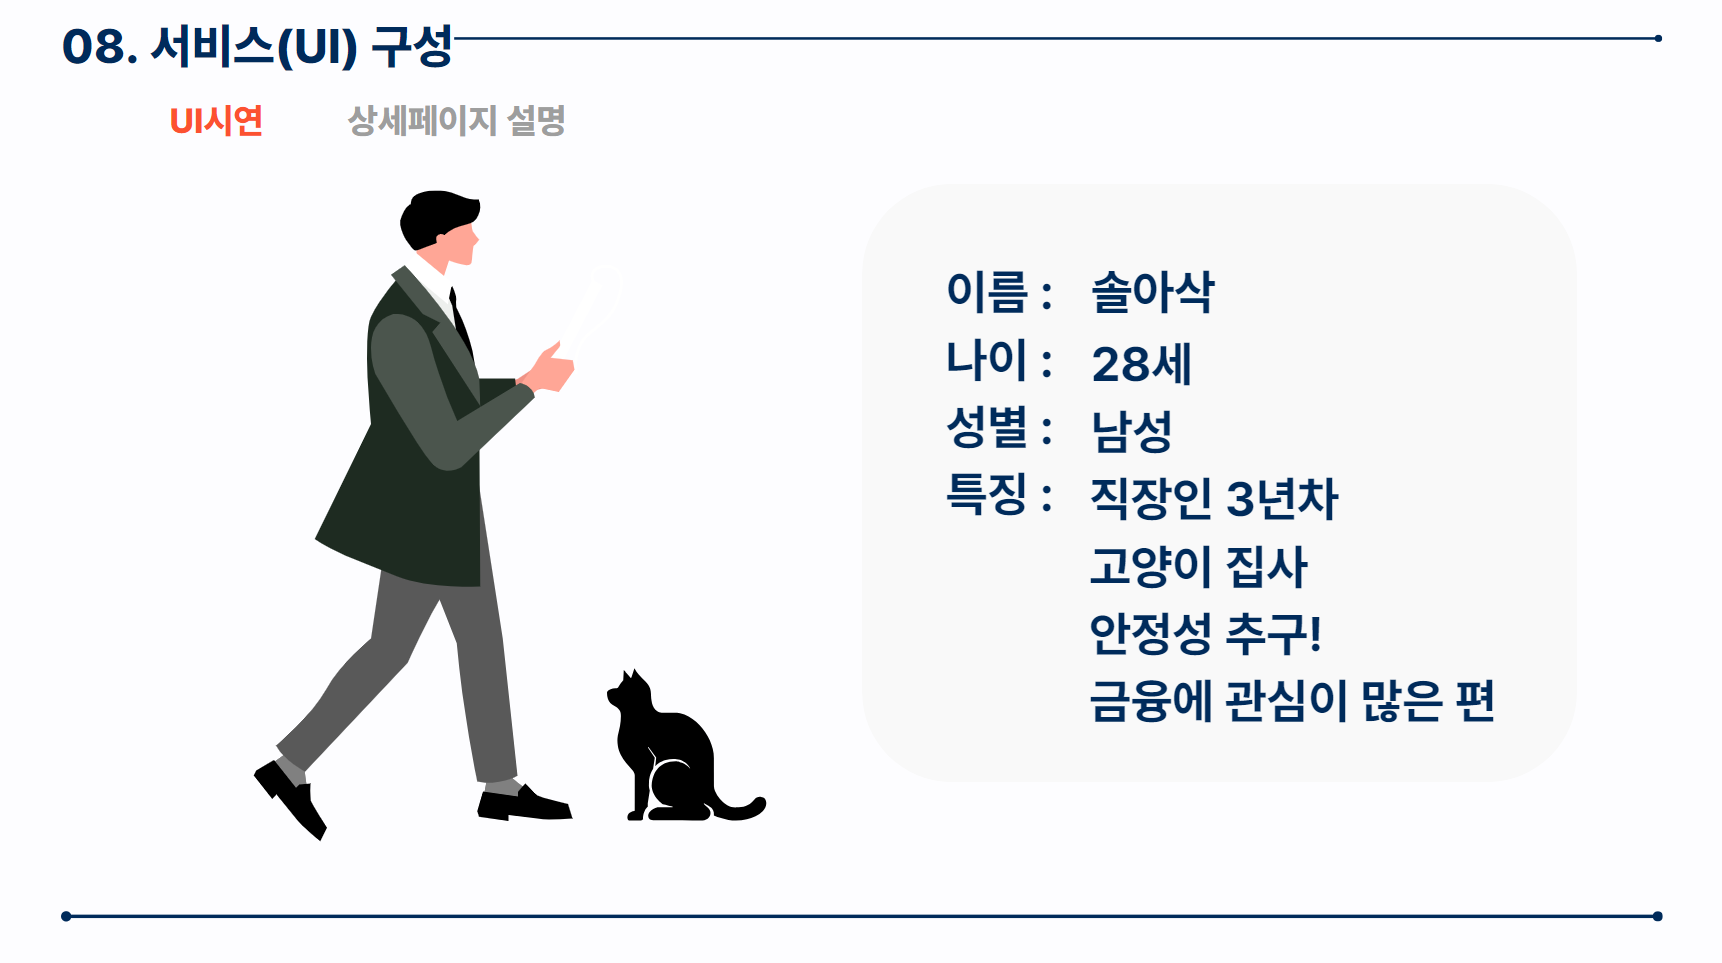 08. 서비스(UI) 구성
UI시연 상세페이지 설명
이름 : 솔아삭
나이 : 28세
성별 : 남성
특징 : 직장인 3년차
고양이 집사
안정성 추구!
금융에 관심이 많은 편